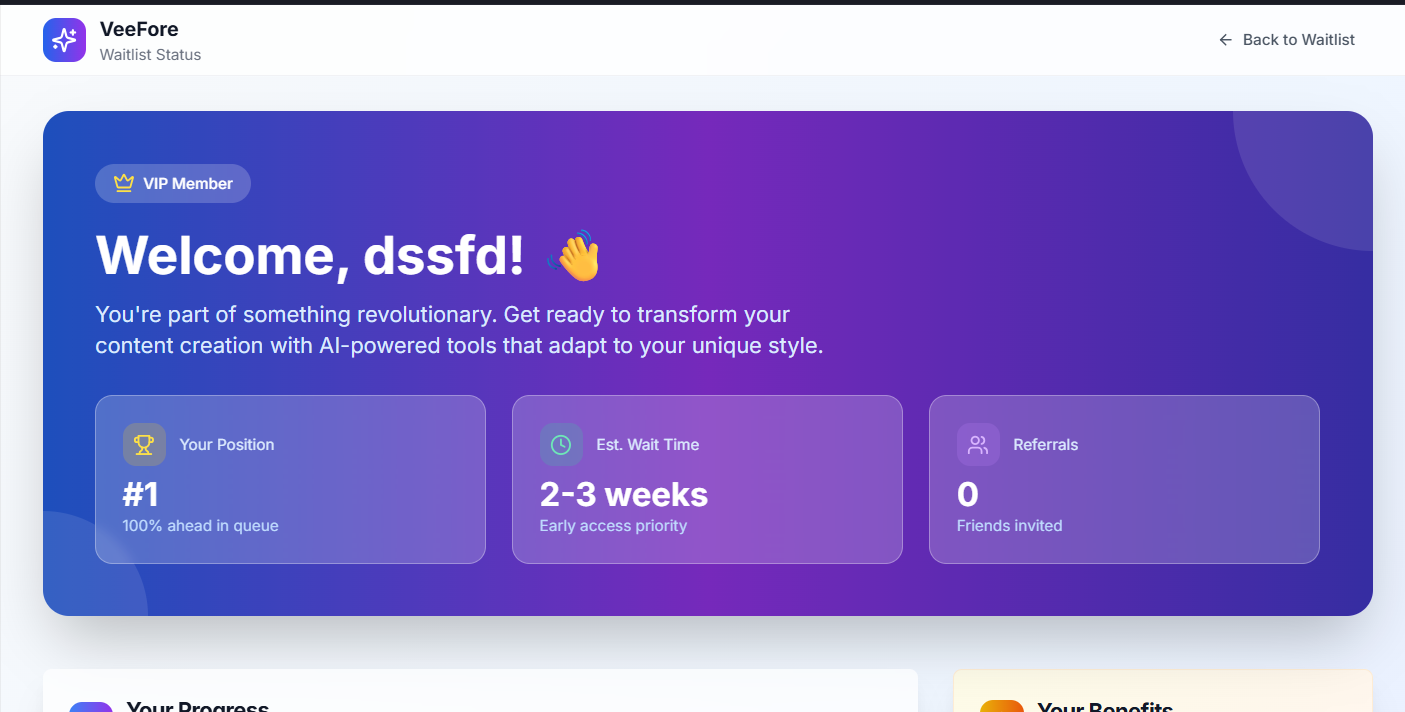 VeeFore
Waitlist Status
Back to Waitlist
VIP Member
Welcome, dssfd!
You're part of something revolutionary. Get ready to transform your
content creation with AI-powered tools that adapt to your unique style.
Your Position
#1
100% ahead in queue
Est. Wait Time
2-3 weeks
Early access priority
Referrals
0
Friends invited
Your Progress
Your Benefits